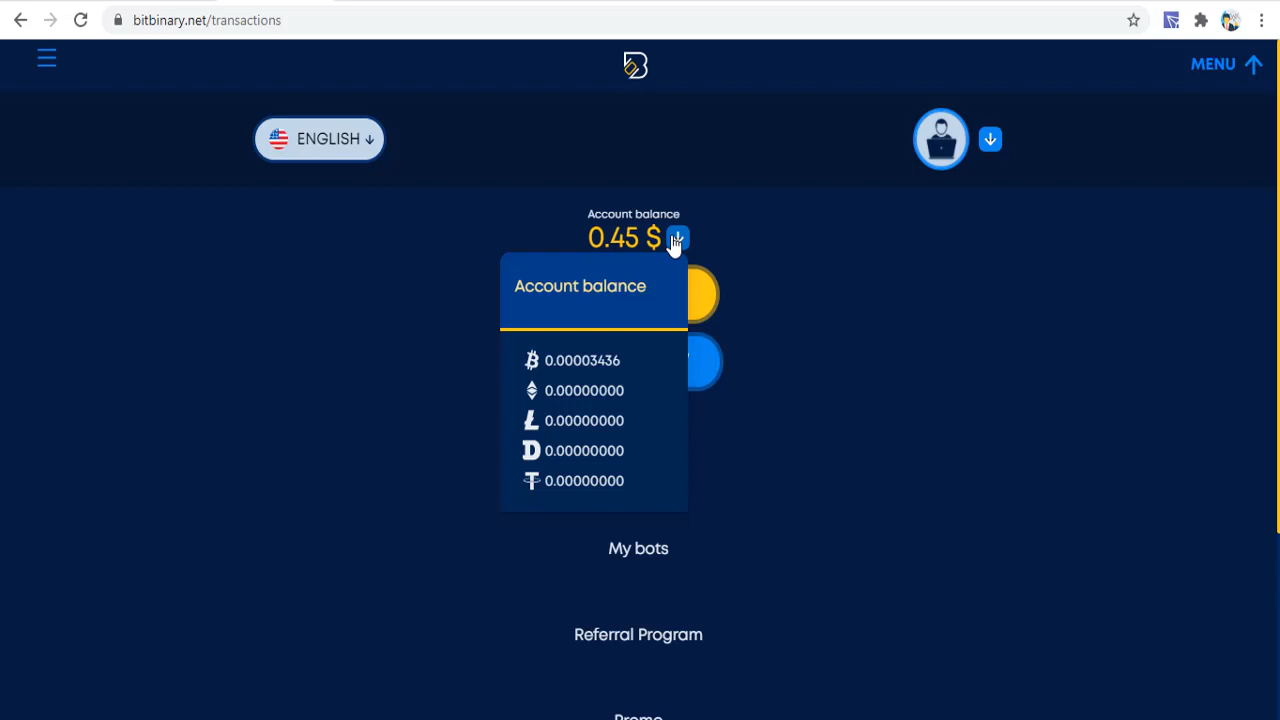 bitbinary.net/transactions
MENU
ENGLISH
Account balance
0.45 $
Account balance
0.00003436
0.00000000
0.00000000
0.00000000
0.00000000
My bots
Referral Program
Promo